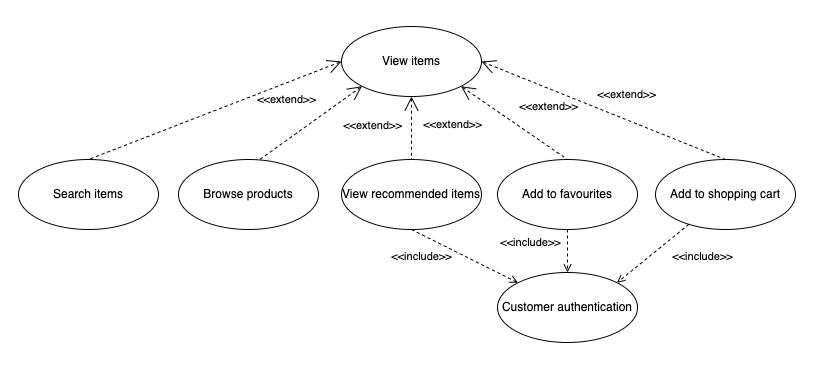 View items
<<extend>>
<<extend>>
<<extend>>
<<extend>>
<<extend>>
Search items
Browse products
View recommended items
Add to favourites
Add to shopping cart
<<include>>
<<include>>
<<include>>
Customer authentication